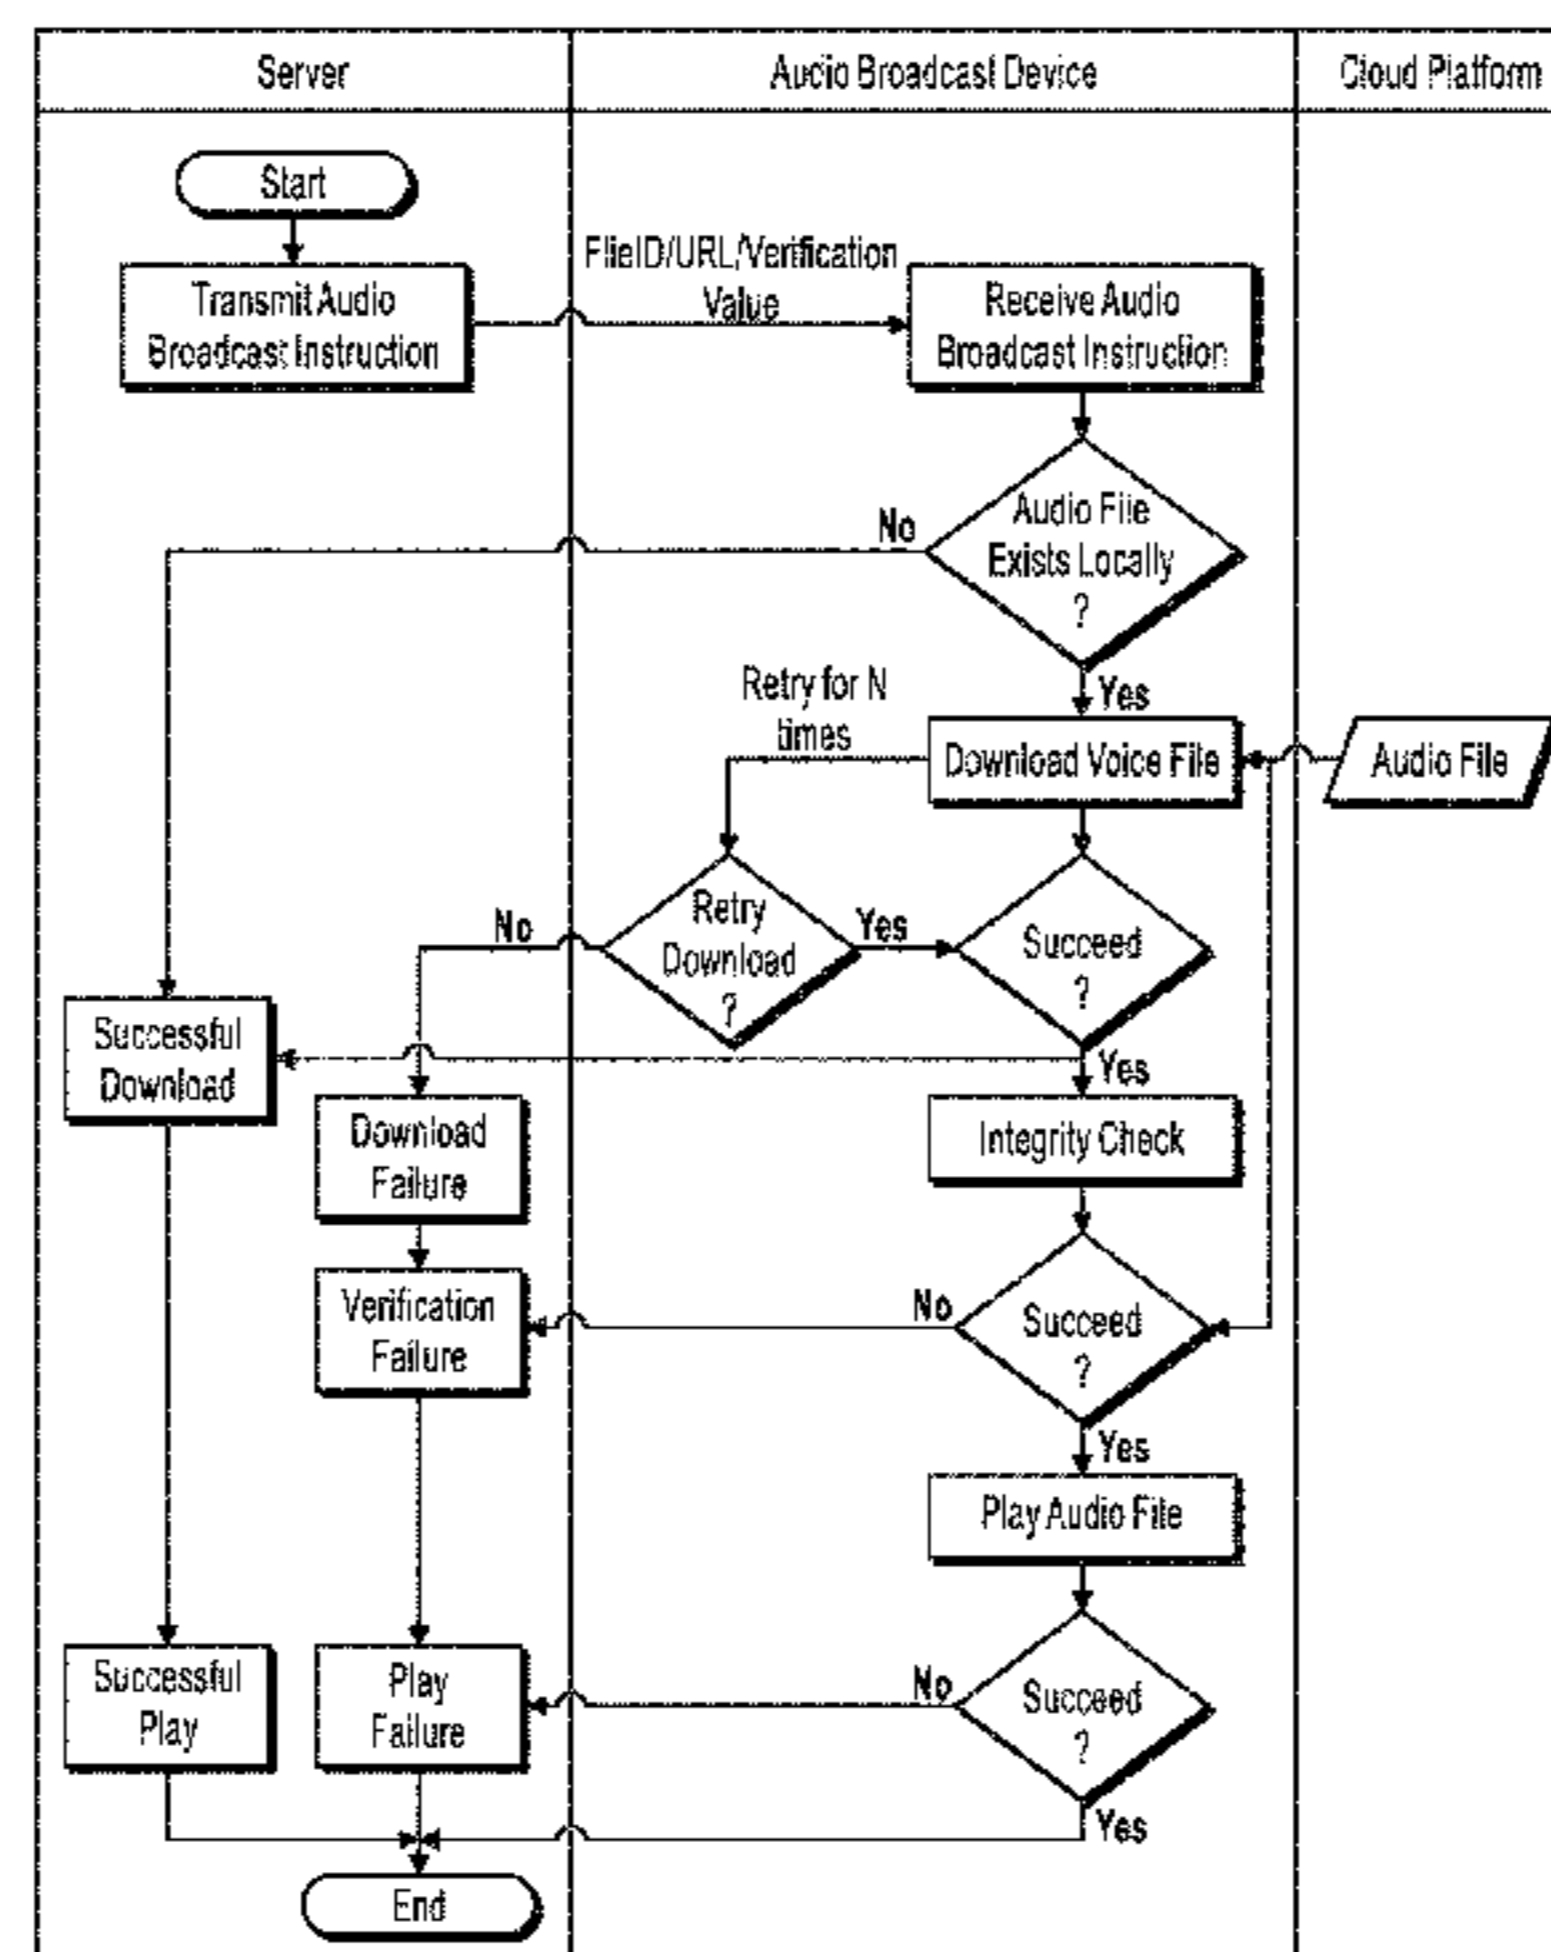 Server
Audio Broadcast Device
Cloud Platform
Start
FlieID/URL/Verification
Value
Transmit Audio
Broadcast Instruction
Receive Audio
Broadcast Instruction
No
Audio File
Exists Locally
?
Yes
Retry for N
times
Download Voice File
Audio File
No
Retry
Download
?
Yes
Succeed
?
Successful
Download
Yes
Download
Failure
Integrity Check
Verification
Failure
No
Succeed
?
Yes
Play Audio File
Successful
Play
Play
Failure
No
Succeed
?
Yes
End